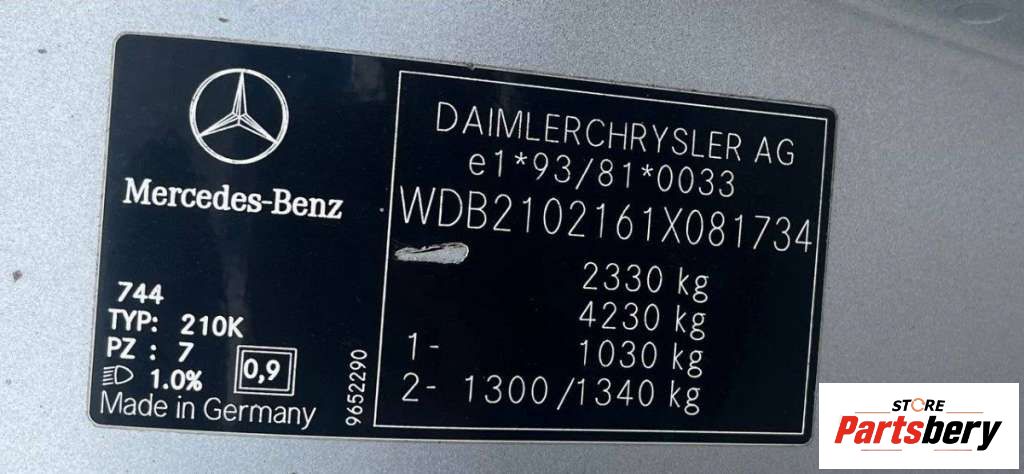 Mercedes-Benz
744
TYP: 210K
PZ : 7
1.0%
0,9
Made in Germany
9652290
DAIMLERCHRYSLER AG
e1*93/81*0033
WDB2102161X081734
2330 kg
4230 kg
1- 1030 kg
2- 1300/1340 kg
STORE
Partsbery